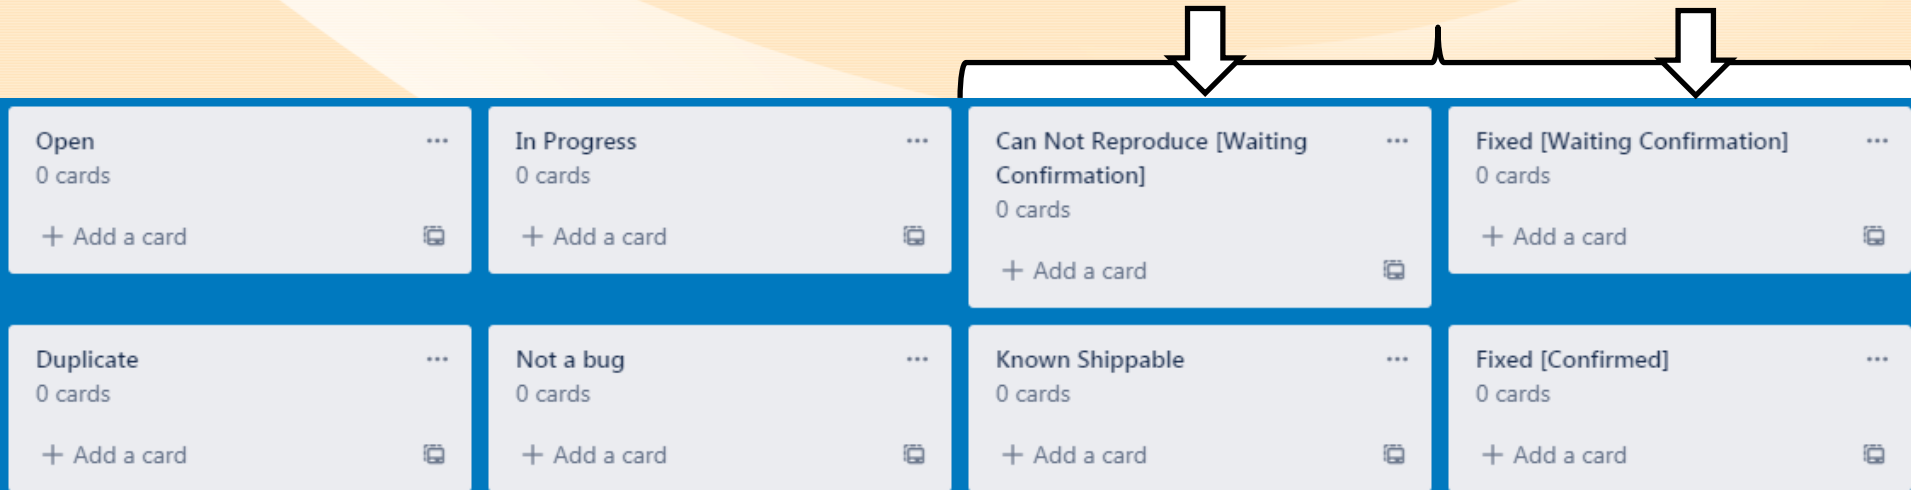 Open
0 cards
+ Add a card
In Progress
0 cards
+ Add a card
Can Not Reproduce [Waiting
Confirmation]
0 cards
+ Add a card
Fixed [Waiting Confirmation]
0 cards
+ Add a card
Duplicate
0 cards
+ Add a card
Not a bug
0 cards
+ Add a card
Known Shippable
0 cards
+ Add a card
Fixed [Confirmed]
0 cards
+ Add a card